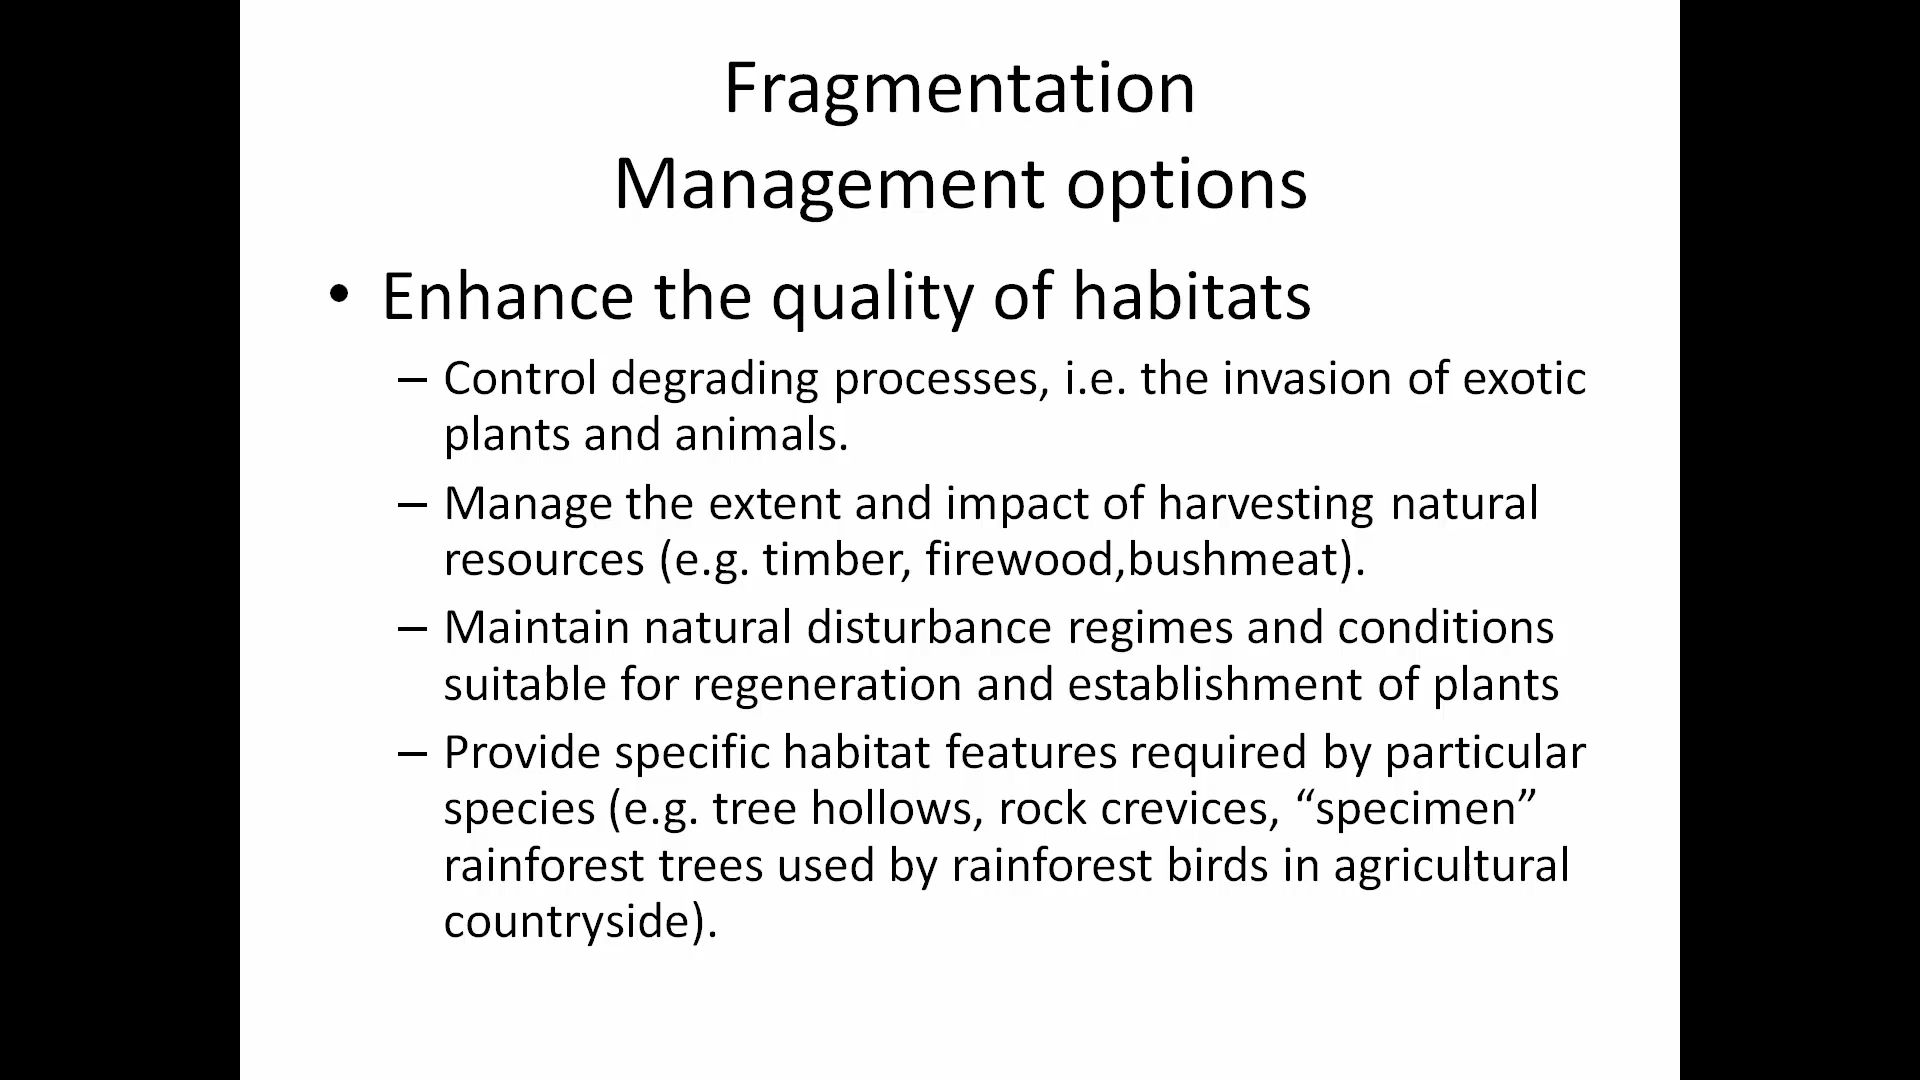 Fragmentation
Management options
• Enhance the quality of habitats
– Control degrading processes, i.e. the invasion of exotic
plants and animals.
– Manage the extent and impact of harvesting natural
resources (e.g. timber, firewood,bushmeat).
– Maintain natural disturbance regimes and conditions
suitable for regeneration and establishment of plants
– Provide specific habitat features required by particular
species (e.g. tree hollows, rock crevices, “specimen”
rainforest trees used by rainforest birds in agricultural
countryside).